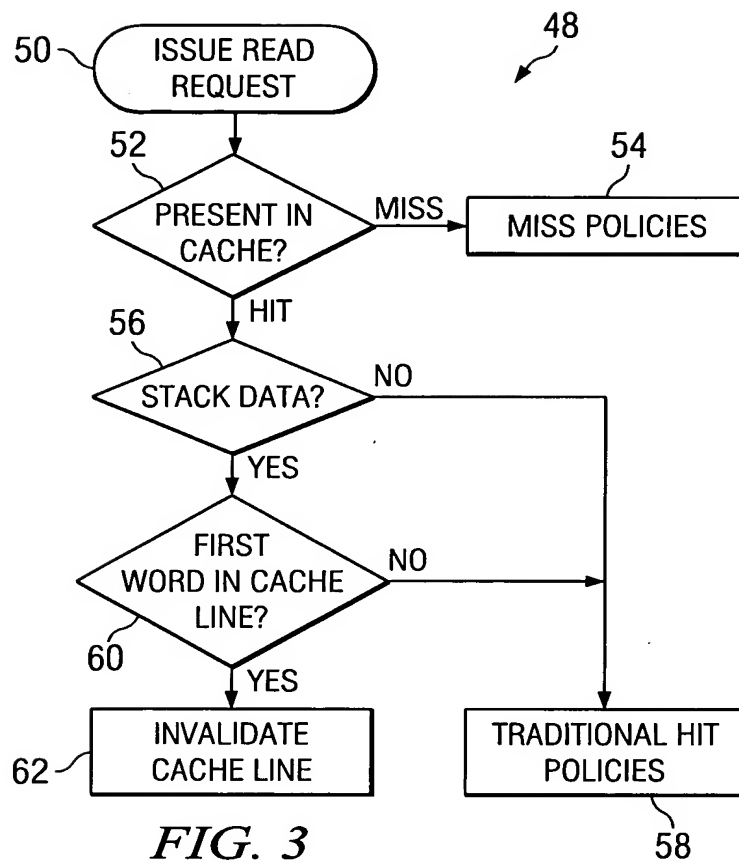 50
ISSUE READ
REQUEST
48
52
PRESENT IN
CACHE?
MISS
54
MISS POLICIES
HIT
56
STACK DATA?
NO
YES
FIRST
WORD IN CACHE
LINE?
NO
60
YES
62
INVALIDATE
CACHE LINE
TRADITIONAL HIT
POLICIES
58
FIG. 3